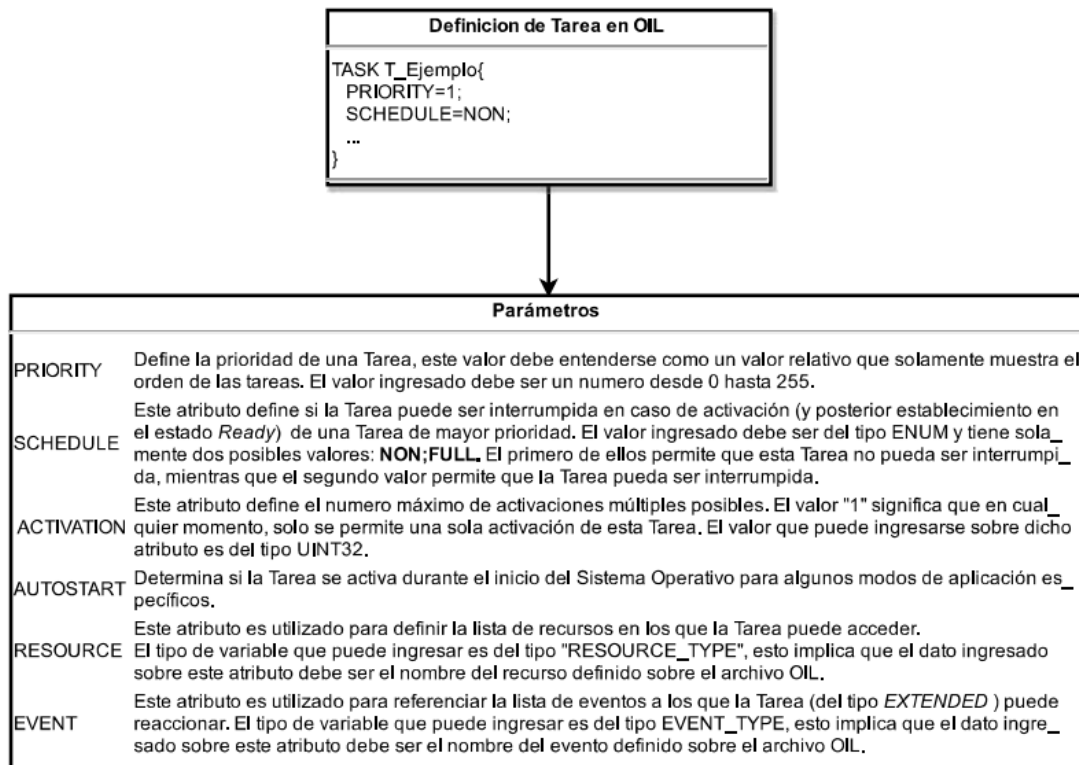 Definicion de Tarea en OIL
TASK T_Ejemplo{
PRIORITY=1;
SCHEDULE=NON;
...
}
Parámetros
PRIORITY
Define la prioridad de una Tarea, este valor debe entenderse como un valor relativo que solamente muestra el
orden de las tareas. El valor ingresado debe ser un numero desde 0 hasta 255.
SCHEDULE
Este atributo define si la Tarea puede ser interrumpida en caso de activación (y posterior establecimiento en
el estado Ready) de una Tarea de mayor prioridad. El valor ingresado debe ser del tipo ENUM y tiene sola_
mente dos posibles valores: NON;FULL. El primero de ellos permite que esta Tarea no pueda ser interrumpi_
da, mientras que el segundo valor permite que la Tarea pueda ser interrumpida.
ACTIVATION
Este atributo define el numero máximo de activaciones múltiples posibles. El valor "1" significa que en cual_
quier momento, solo se permite una sola activación de esta Tarea. El valor que puede ingresarse sobre dicho
atributo es del tipo UINT32.
AUTOSTART
Determina si la Tarea se activa durante el inicio del Sistema Operativo para algunos modos de aplicación es_
pecíficos.
RESOURCE
Este atributo es utilizado para definir la lista de recursos en los que la Tarea puede acceder.
El tipo de variable que puede ingresar es del tipo "RESOURCE_TYPE", esto implica que el dato ingresado
sobre este atributo debe ser el nombre del recurso definido sobre el archivo OIL.
EVENT
Este atributo es utilizado para referenciar la lista de eventos a los que la Tarea (del tipo EXTENDED ) puede
reaccionar. El tipo de variable que puede ingresar es del tipo EVENT_TYPE, esto implica que el dato ingre_
sado sobre este atributo debe ser el nombre del evento definido sobre el archivo OIL.